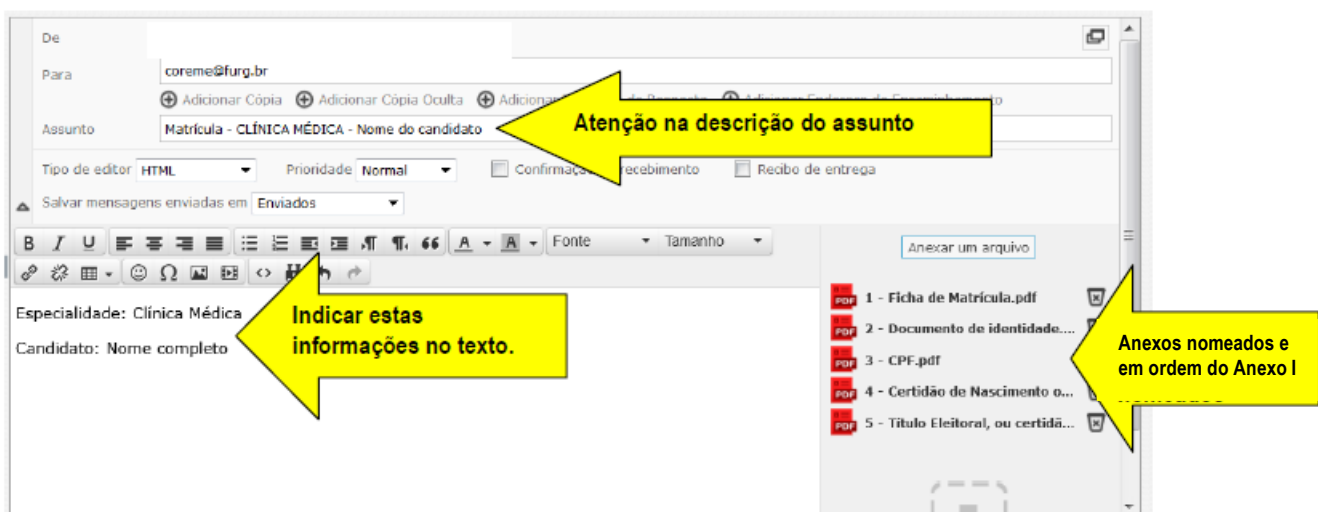 De
Para coreme@furg.br
Adicionar Cópia Adicionar Cópia Oculta Adicionar
Assunto Matrícula - CLÍNICA MÉDICA - Nome do candidato
Atenção na descrição do assunto
Tipo de editor HTML Prioridade Normal Confirmação recebimento Recibo de entrega
Salvar mensagens enviadas em Enviados
B I U A A Fonte Tamanho
Anexar um arquivo
Especialidade: Clínica Médica
Candidato: Nome completo
Indicar estas
informações no texto.
1 - Ficha de Matrícula.pdf
2 - Documento de identidade....
3 - CPF.pdf
4 - Certidão de Nascimento o...
5 - Título Eleitoral, ou certidã...
Anexos nomeados e
em ordem do Anexo I